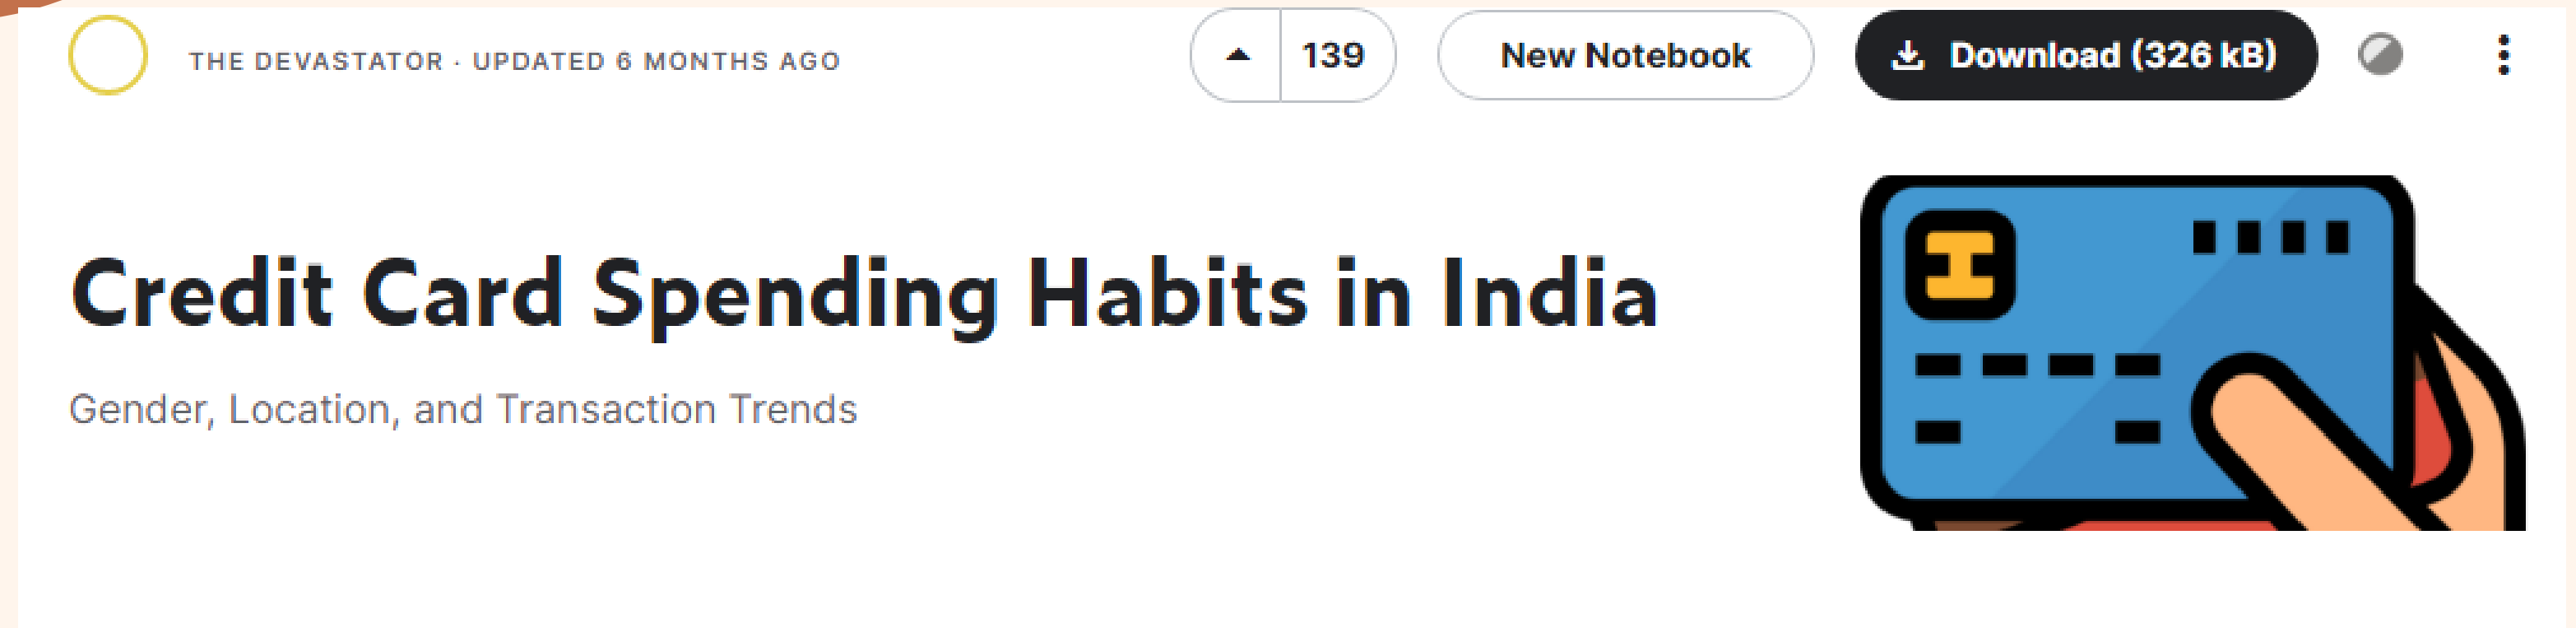 THE DEVASTATOR · UPDATED 6 MONTHS AGO
139
New Notebook
Download (326 kB)
Credit Card Spending Habits in India
Gender, Location, and Transaction Trends